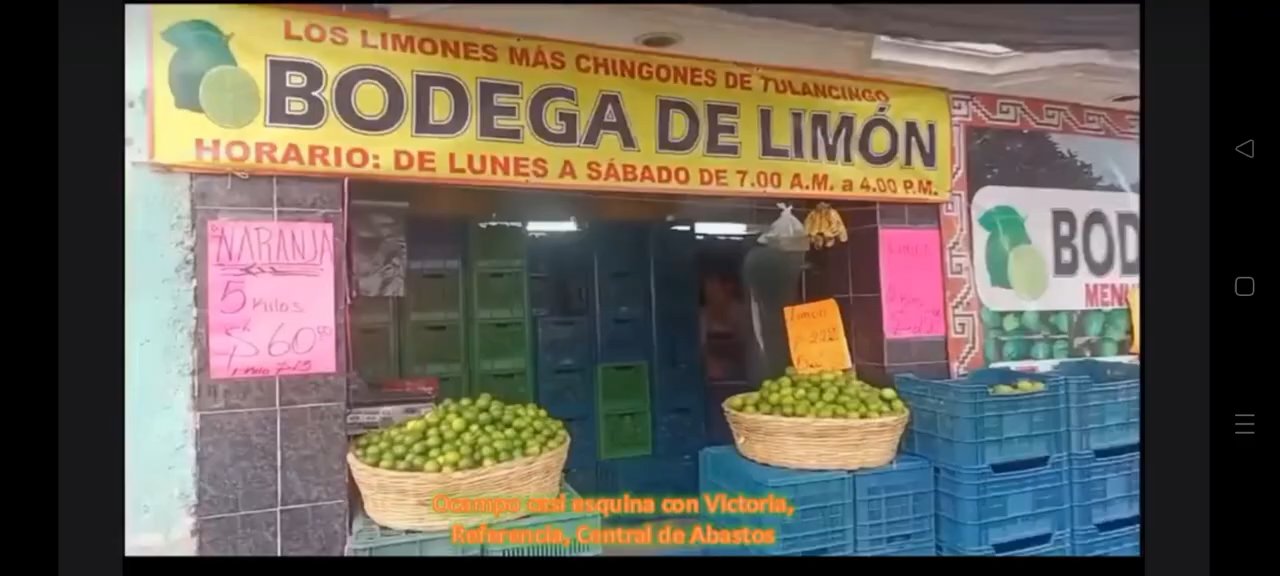 LOS LIMONES MÁS CHINGONES DE TULANCINGO
BODEGA DE LIMÓN
HORARIO: DE LUNES A SÁBADO DE 7.00 A.M. a 4.00 P.M.
NARANJA
5 Kilos
$60
Limón
BOD
MENU
Ocampo casi esquina con Victoria,
Referencia, Central de Abastos